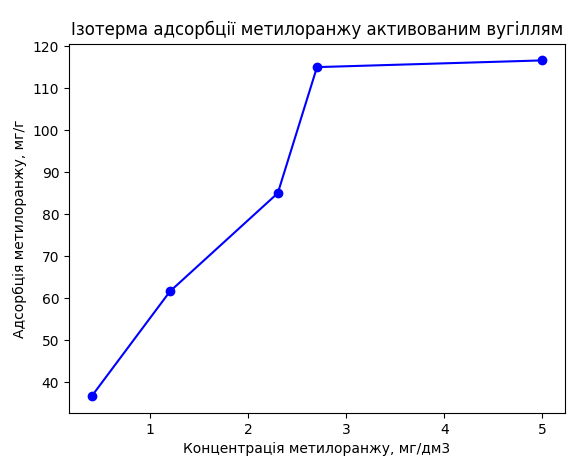 Ізотерма адсорбції метилоранжу активованим вугіллям
120
110
100
90
80
70
60
50
40
Адсорбція метилоранжу, мг/г
1 2 3 4 5
Концентрація метилоранжу, мг/дм3